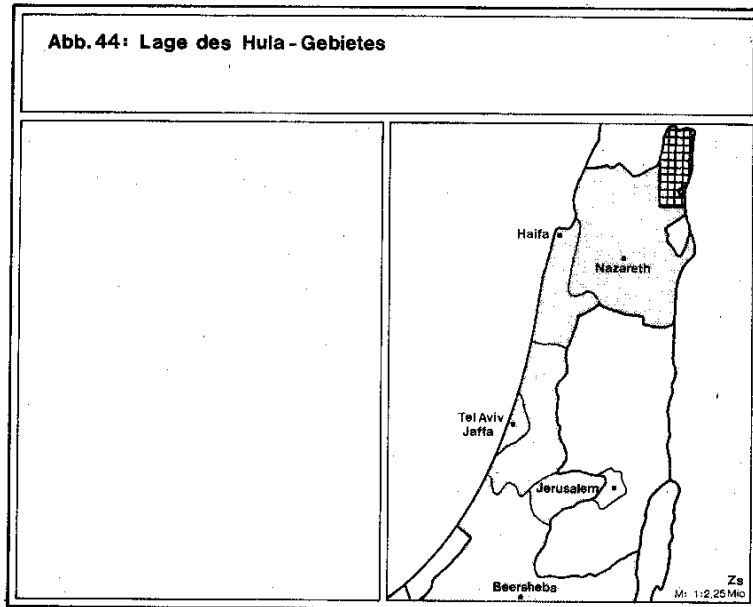 Abb. 44: Lage des Hula-Gebietes
Haifa
Nazareth
Tel Aviv
Jaffa
Jerusalem
Beersheba
Zs
M: 1:2,25 Mio